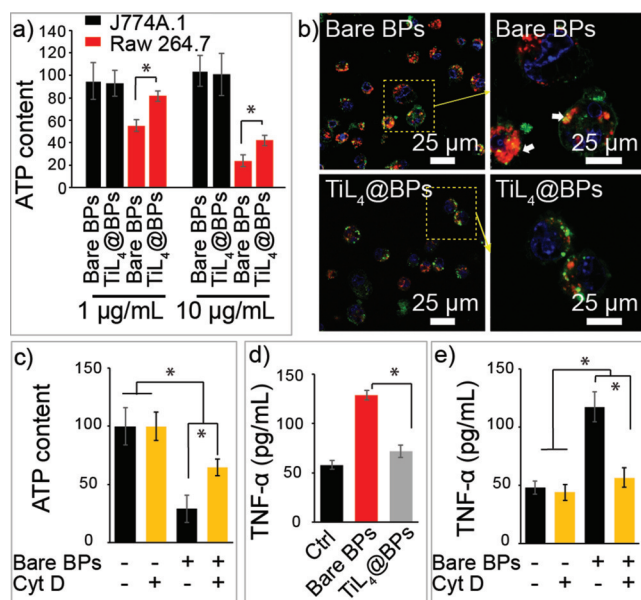 a)
J774A.1
Raw 264.7
ATP content
120
100
80
60
40
20
0
*
*
Bare BPs
TiL₄@BPs
Bare BPs
TiL₄@BPs
Bare BPs
TiL₄@BPs
Bare BPs
TiL₄@BPs
1 µg/mL
10 µg/mL
b)
Bare BPs
25 µm
Bare BPs
25 µm
TiL₄@BPs
25 µm
TiL₄@BPs
25 µm
c)
ATP content
150
100
50
0
*
*
Bare BPs - - + +
Cyt D - + - +
d)
TNF-α (pg/mL)
150
100
50
0
*
Ctrl
Bare BPs
TiL₄@BPs
e)
TNF-α (pg/mL)
150
100
50
0
*
*
Bare BPs - - + +
Cyt D - + - +